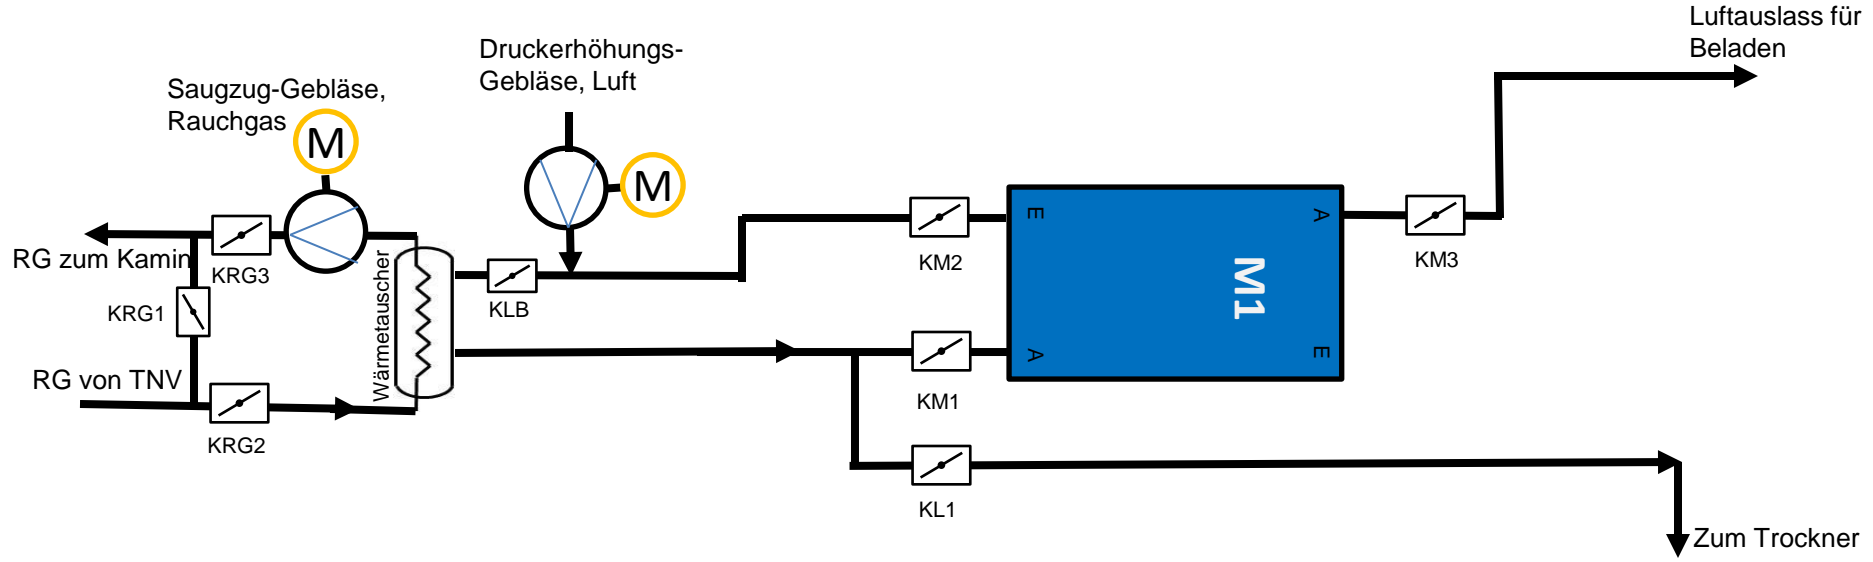 Luftauslass für
Beladen
Druckerhöhungs-
Gebläse, Luft
Saugzug-Gebläse,
Rauchgas
M
M
E
A
KM2
KM3
RG zum Kamin
KRG3
Wärmetauscher
KLB
M1
KRG1
A
E
RG von TNV
KM1
KRG2
KL1
Zum Trockner